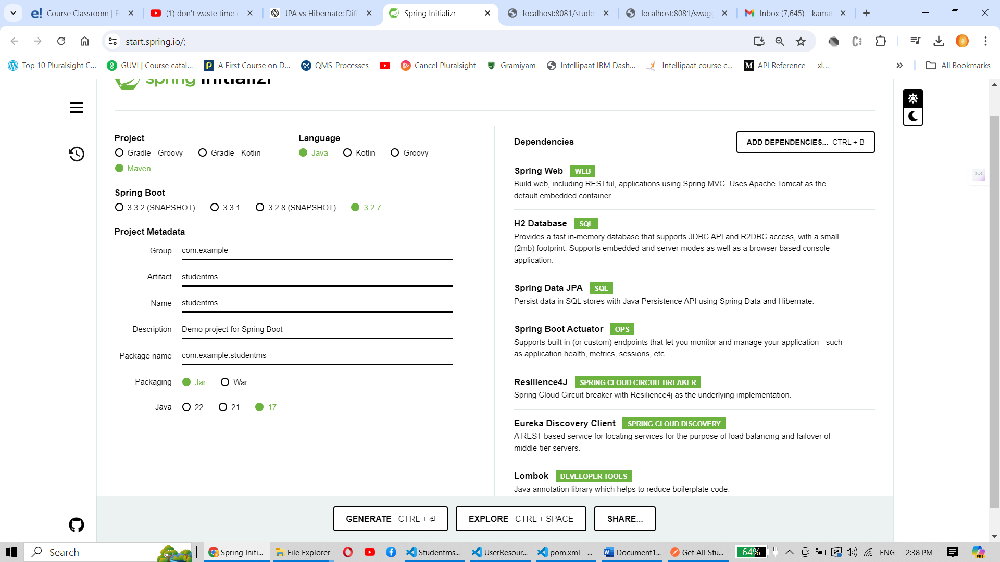 Course Classroom | E
(1) don't waste time e
JPA vs Hibernate: Diff
Spring Initializr
localhost:8081/stude
localhost:8081/swagg
Inbox (7,645) - kamat
start.spring.io/;
Top 10 Pluralsight C...
GUVI | Course catal...
A First Course on D...
QMS-Processes
Cancel Pluralsight
Gramiyam
Intellipaat IBM Dash...
Intellipaat course c...
API Reference — xl...
All Bookmarks
spring initializr
Project
Gradle - Groovy
Gradle - Kotlin
Maven
Language
Java
Kotlin
Groovy
Spring Boot
3.3.2 (SNAPSHOT)
3.3.1
3.2.8 (SNAPSHOT)
3.2.7
Project Metadata
Group com.example
Artifact studentms
Name studentms
Description Demo project for Spring Boot
Package name com.example.studentms
Packaging Jar War
Java 22 21 17
Dependencies
ADD DEPENDENCIES... CTRL + B
Spring Web WEB
Build web, including RESTful, applications using Spring MVC. Uses Apache Tomcat as the
default embedded container.
H2 Database SQL
Provides a fast in-memory database that supports JDBC API and R2DBC access, with a small
(2mb) footprint. Supports embedded and server modes as well as a browser based console
application.
Spring Data JPA SQL
Persist data in SQL stores with Java Persistence API using Spring Data and Hibernate.
Spring Boot Actuator OPS
Supports built in (or custom) endpoints that let you monitor and manage your application - such
as application health, metrics, sessions, etc.
Resilience4J SPRING CLOUD CIRCUIT BREAKER
Spring Cloud Circuit breaker with Resilience4j as the underlying implementation.
Eureka Discovery Client SPRING CLOUD DISCOVERY
A REST based service for locating services for the purpose of load balancing and failover of
middle-tier servers.
Lombok DEVELOPER TOOLS
Java annotation library which helps to reduce boilerplate code.
GENERATE CTRL + ⏎
EXPLORE CTRL + SPACE
SHARE...
Search
Spring Initi...
File Explorer
Studentms...
UserResour...
pom.xml - ...
Document1...
Get All Stu...
64%
ENG
2:38 PM
PRE